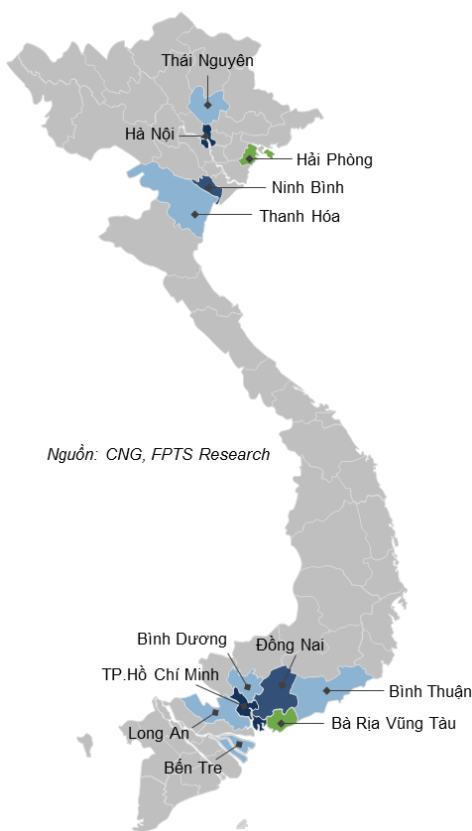 Thái Nguyên
Hà Nội
Hải Phòng
Ninh Bình
Thanh Hóa
Nguồn: CNG, FPTS Research
Bình Dương
Đồng Nai
TP.Hồ Chí Minh
Bình Thuận
Bà Rịa Vũng Tàu
Long An
Bến Tre